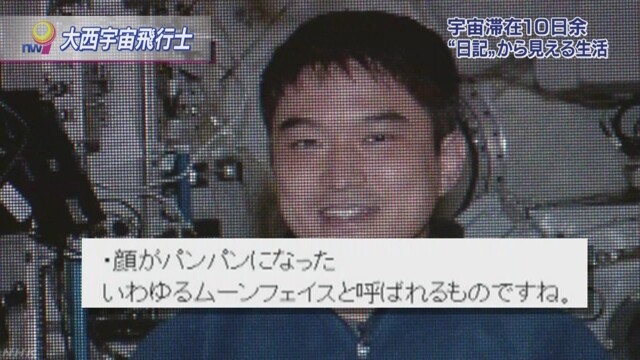 nw9
大西宇宙飛行士
宇宙滞在10日余
“日記„から見える生活
・顔がパンパンになった
いわゆるムーンフェイスと呼ばれるものですね。
NHK